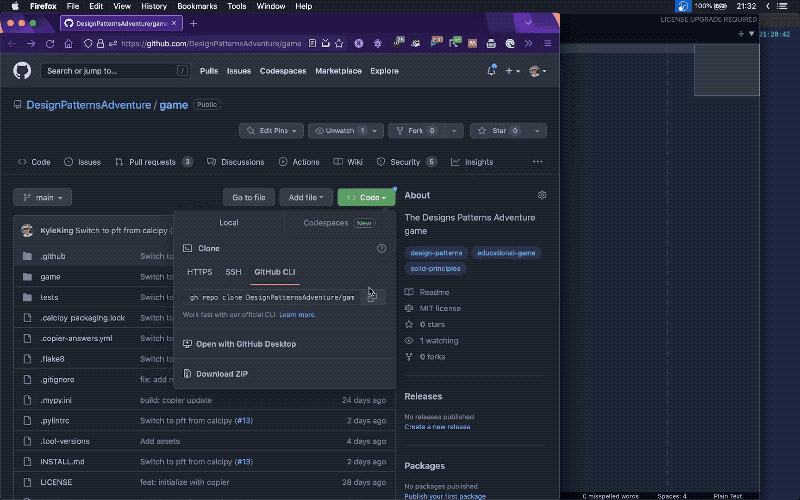 Firefox File Edit View History Bookmarks Tools Window Help 100% 21:32
DesignPatternsAdventure/game
LICENSE UPGRADE REQUIRED
21:28:42
https://github.com/DesignPatternsAdventure/game
Search or jump to... /
Pulls Issues Codespaces Marketplace Explore
DesignPatternsAdventure / game Public
Edit Pins Unwatch 1 Fork 0 Star 0
Code Issues Pull requests 3 Discussions Actions Wiki Security 5 Insights
main Go to file Add file Code
About
KyleKing Switch to pft from calcipy
Local Codespaces New
The Designs Patterns Adventure
game
Clone
design-patterns educational-game
solid-principles
HTTPS SSH GitHub CLI
gh repo clone DesignPatternsAdventure/gam
Work fast with our official CLI. Learn more.
Open with GitHub Desktop
Download ZIP
Readme
MIT license
0 stars
1 watching
0 forks
.github Switch to
game Switch to
tests Switch to
.calcipy_packaging.lock Switch to
.copier-answers.yml Switch to
.flake8 Switch to
.gitignore fix: add
.mypy.ini build: copier update 24 days ago
.pylintrc Switch to pft from calcipy (#13) 2 days ago
.tool-versions Add assets 4 days ago
INSTALL.md Switch to pft from calcipy (#13) 2 days ago
LICENSE feat: initialize with copier 28 days ago
Releases
No releases published
Create a new release
Packages
No packages published
Publish your first package
0 misspelled words Spaces: 4 Plain Text